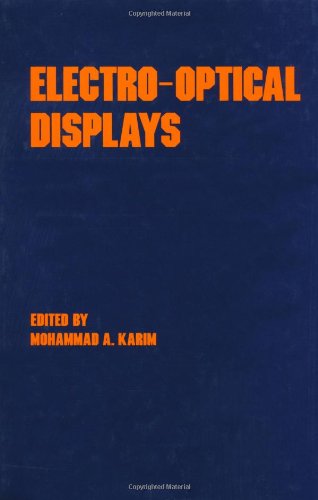 Copyrighted Material
ELECTRO-OPTICAL
DISPLAYS
EDITED BY
MOHAMMAD A. KARIM
Copyrighted Material